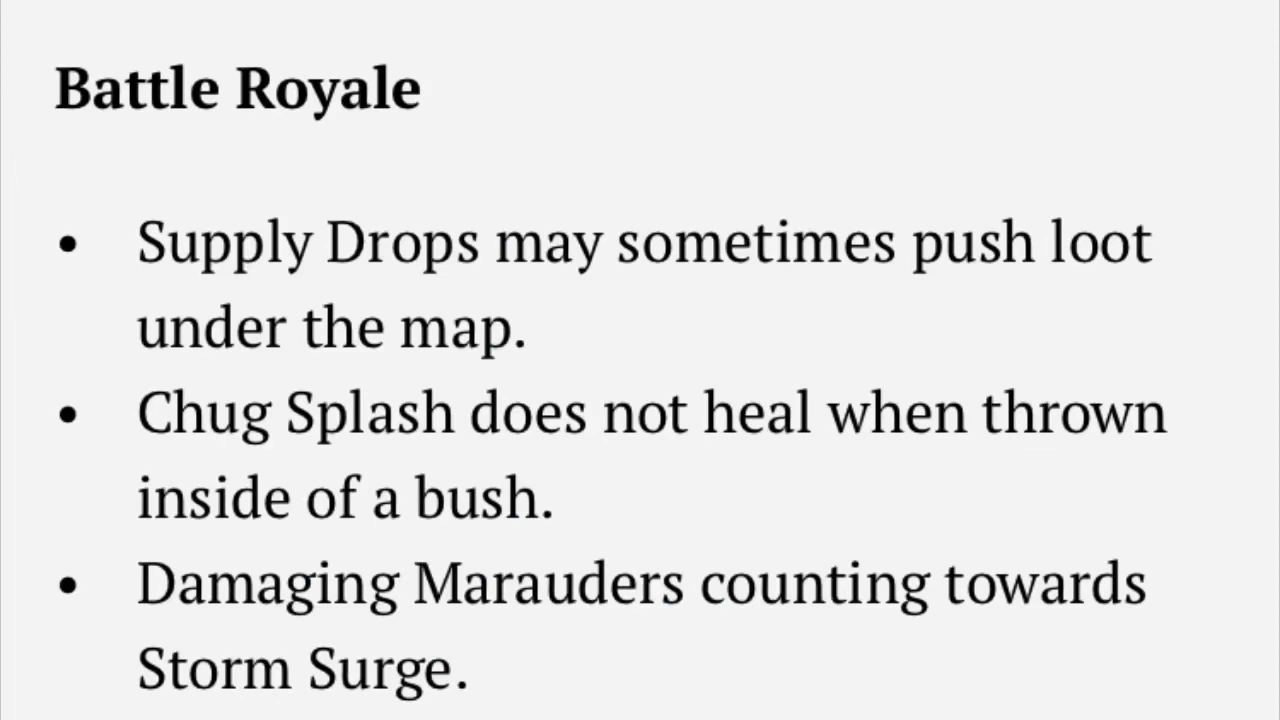 Battle Royale
• Supply Drops may sometimes push loot
under the map.
• Chug Splash does not heal when thrown
inside of a bush.
• Damaging Marauders counting towards
Storm Surge.